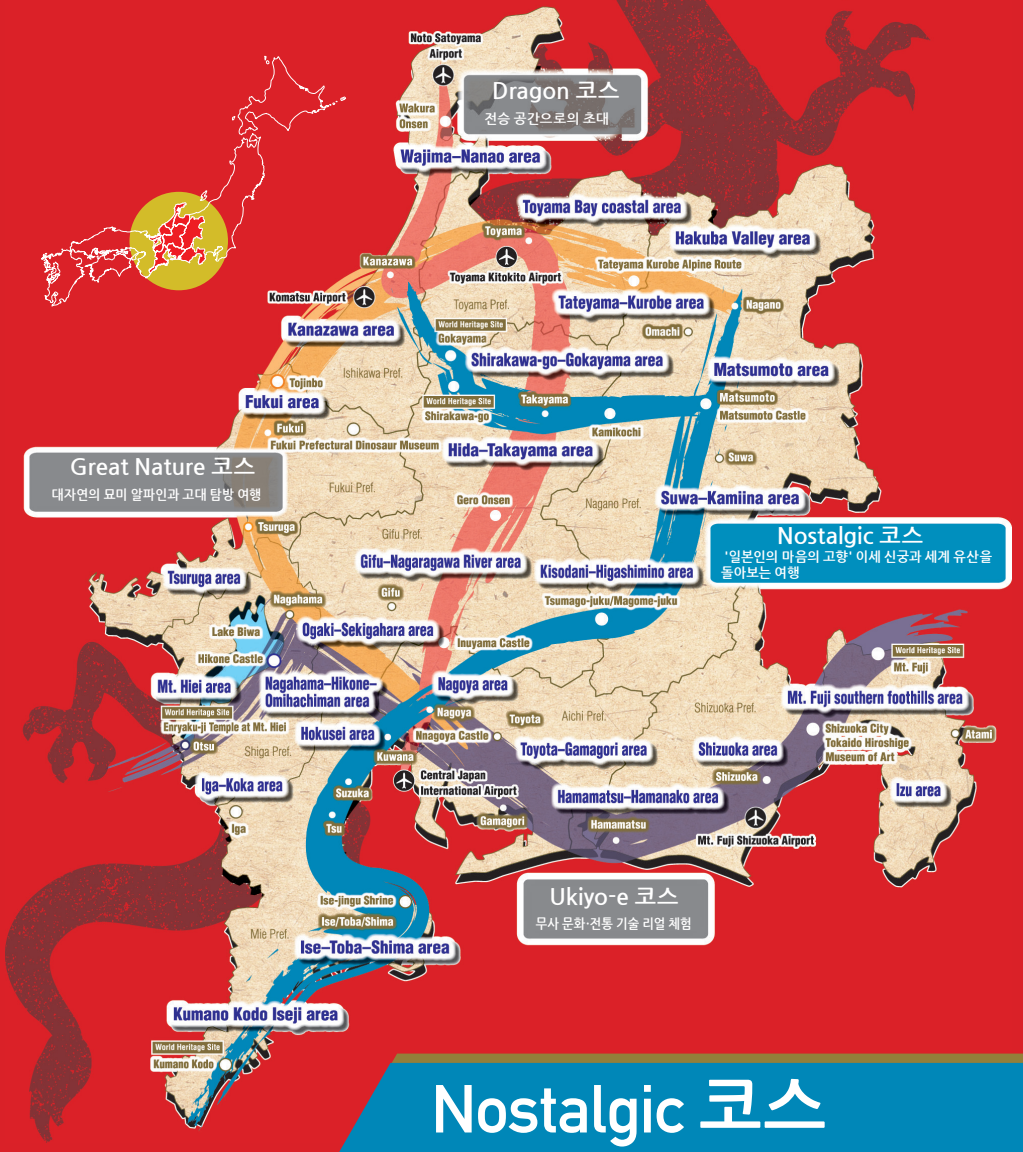 Noto Satoyama
Airport
Dragon 코스
전승 공간으로의 초대
Wakura
Onsen
Wajima–Nanao area
Toyama Bay coastal area
Toyama
Hakuba Valley area
Kanazawa
Tateyama Kurobe Alpine Route
Toyama Kitokito Airport
Komatsu Airport
Toyama Pref.
Tateyama–Kurobe area
Nagano
Kanazawa area
World Heritage Site
Gokayama
Omachi
Shirakawa-go–Gokayama area
Ishikawa Pref.
Matsumoto area
Tojinbo
Fukui area
World Heritage Site
Shirakawa-go
Takayama
Matsumoto
Matsumoto Castle
Fukui
Kamikochi
Fukui Prefectural Dinosaur Museum
Hida–Takayama area
Suwa
Great Nature 코스
대자연의 묘미 알파인과 고대 탐방 여행
Fukui Pref.
Gero Onsen
Nagano Pref.
Suwa–Kamiina area
Tsuruga
Gifu Pref.
Nostalgic 코스
'일본인의 마음의 고향' 이세 신궁과 세계 유산을
돌아보는 여행
Gifu–Nagaragawa River area
Kisodani–Higashimino area
Tsuruga area
Gifu
Nagahama
Tsumago-juku/Magome-juku
Lake Biwa
Ogaki–Sekigahara area
Inuyama Castle
Hikone Castle
World Heritage Site
Mt. Fuji
Mt. Hiei area
Nagahama–Hikone–
Omihachiman area
Nagoya area
Mt. Fuji southern foothills area
World Heritage Site
Enryaku-ji Temple at Mt. Hiei
Nagoya
Toyota
Aichi Pref.
Shizuoka Pref.
Hokusei area
Nnagoya Castle
Shizuoka City
Tokaido Hiroshige
Museum of Art
Atami
Otsu
Shiga Pref.
Kuwana
Toyota–Gamagori area
Shizuoka area
Iga–Koka area
Suzuka
Central Japan
International Airport
Shizuoka
Izu area
Hamamatsu–Hamanako area
Iga
Tsu
Gamagori
Hamamatsu
Mt. Fuji Shizuoka Airport
Ukiyo-e 코스
무사 문화·전통 기술 리얼 체험
Ise-jingu Shrine
Ise/Toba/Shima
Mie Pref.
Ise–Toba–Shima area
Kumano Kodo Iseji area
World Heritage Site
Kumano Kodo
Nostalgic 코스